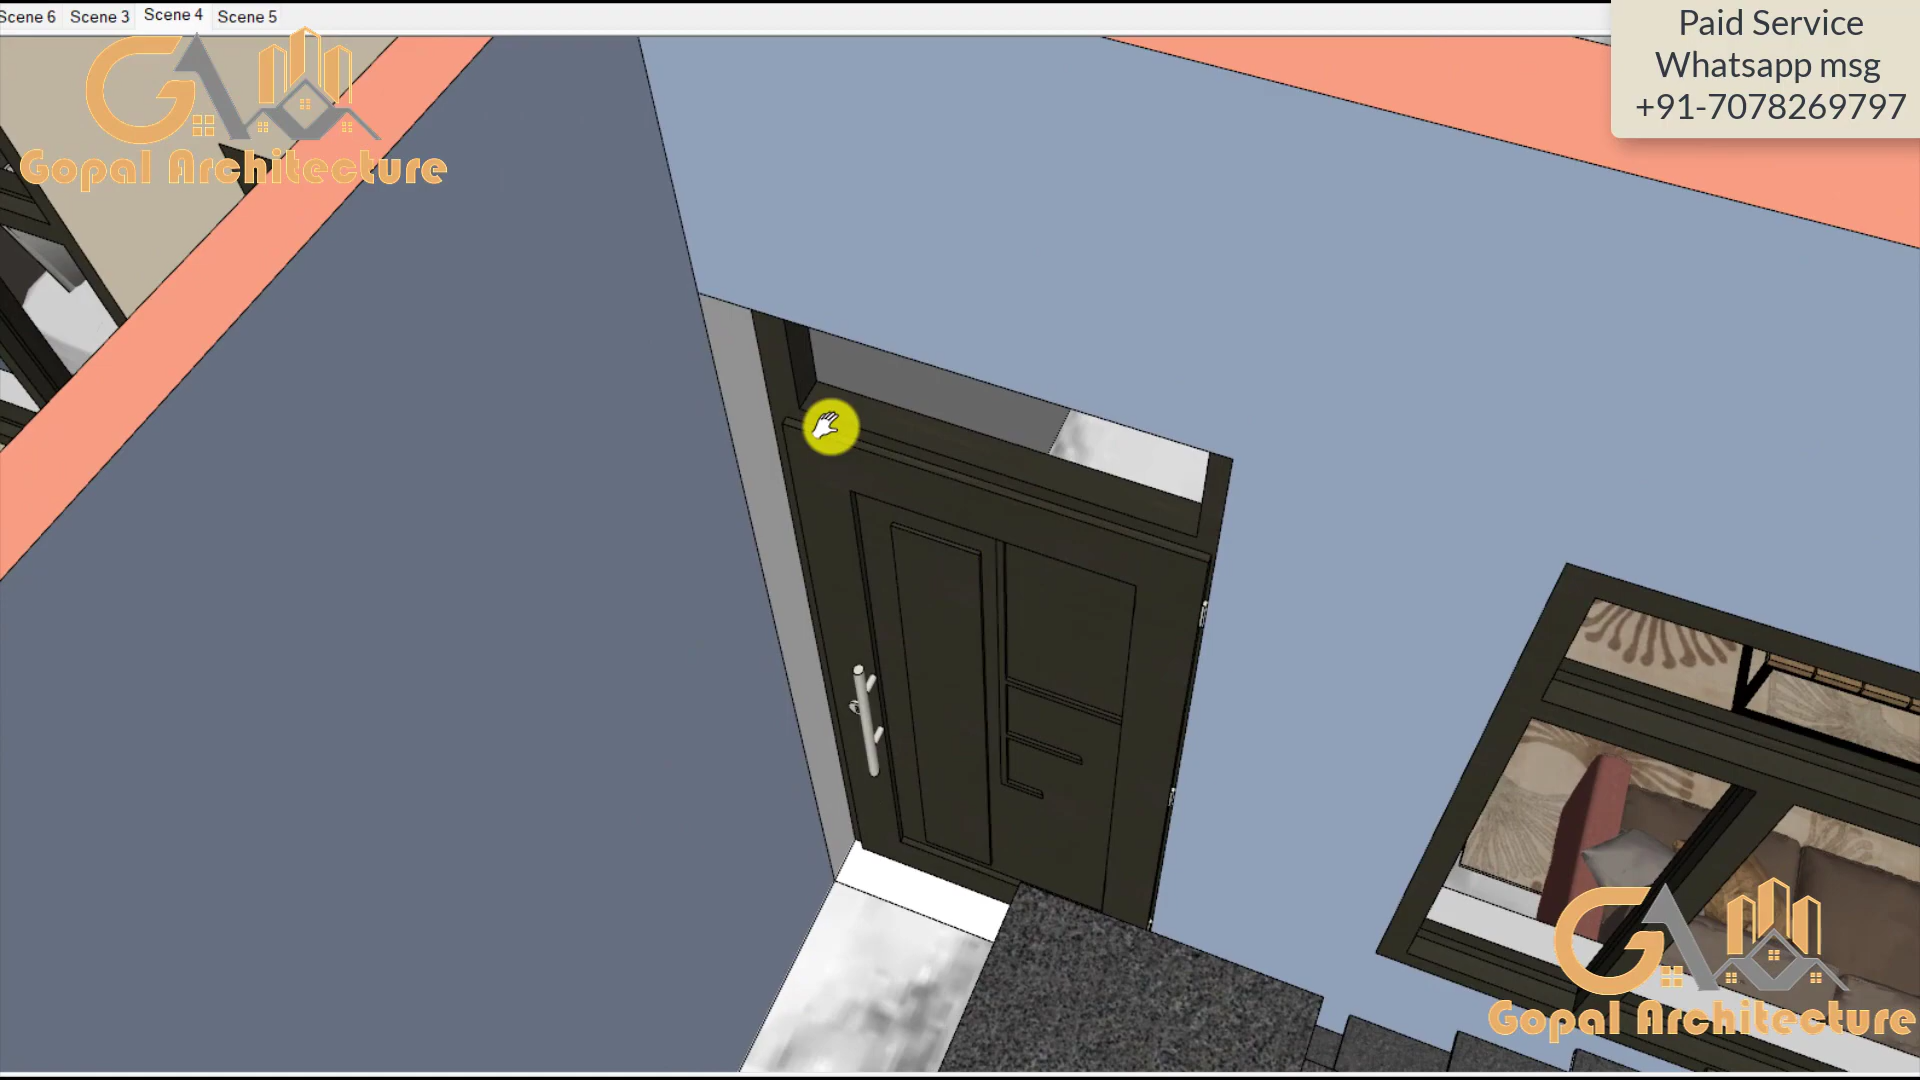 Scene 6 Scene 3 Scene 4 Scene 5
Paid Service
Whatsapp msg
+91-7078269797
Gopal Architecture
Gopal Architecture